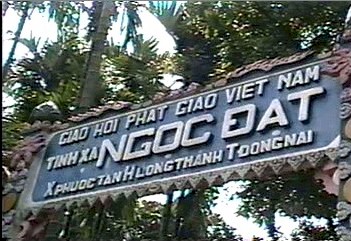 GIÁO HỘI PHẬT GIÁO VIỆT NAM
TỊNH XÁ NGỌC ĐẠT
X PHƯỚC TÂN H LONG THÀNH T ĐỒNG NAI